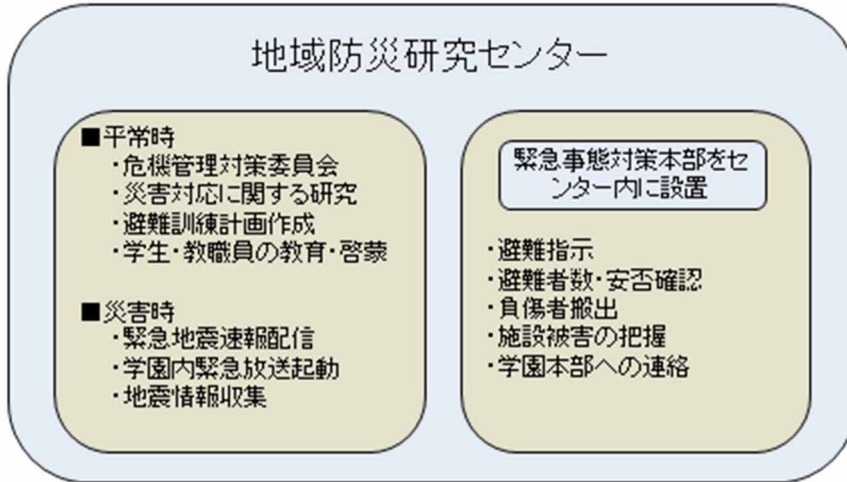 地域防災研究センター
■平常時
・危機管理対策委員会
・災害対応に関する研究
・避難訓練計画作成
・学生・教職員の教育・啓蒙
■災害時
・緊急地震速報配信
・学園内緊急放送起動
・地震情報収集
緊急事態対策本部をセ
ンター内に設置
・避難指示
・避難者数・安否確認
・負傷者搬出
・施設被害の把握
・学園本部への連絡